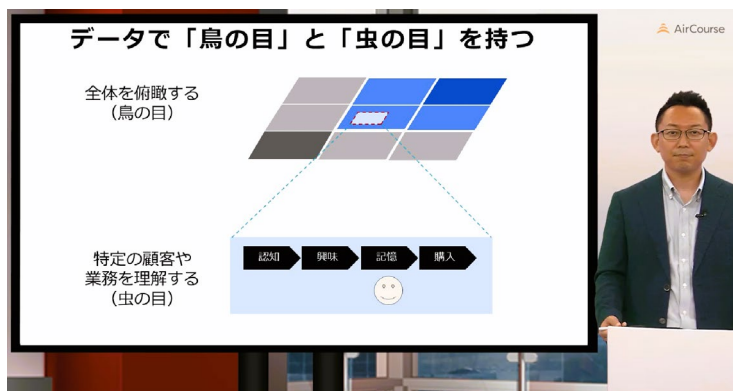 データで「鳥の目」と「虫の目」を持つ
AirCourse
全体を俯瞰する
（鳥の目）
特定の顧客や
業務を理解する
（虫の目）
認知
興味
記憶
購入